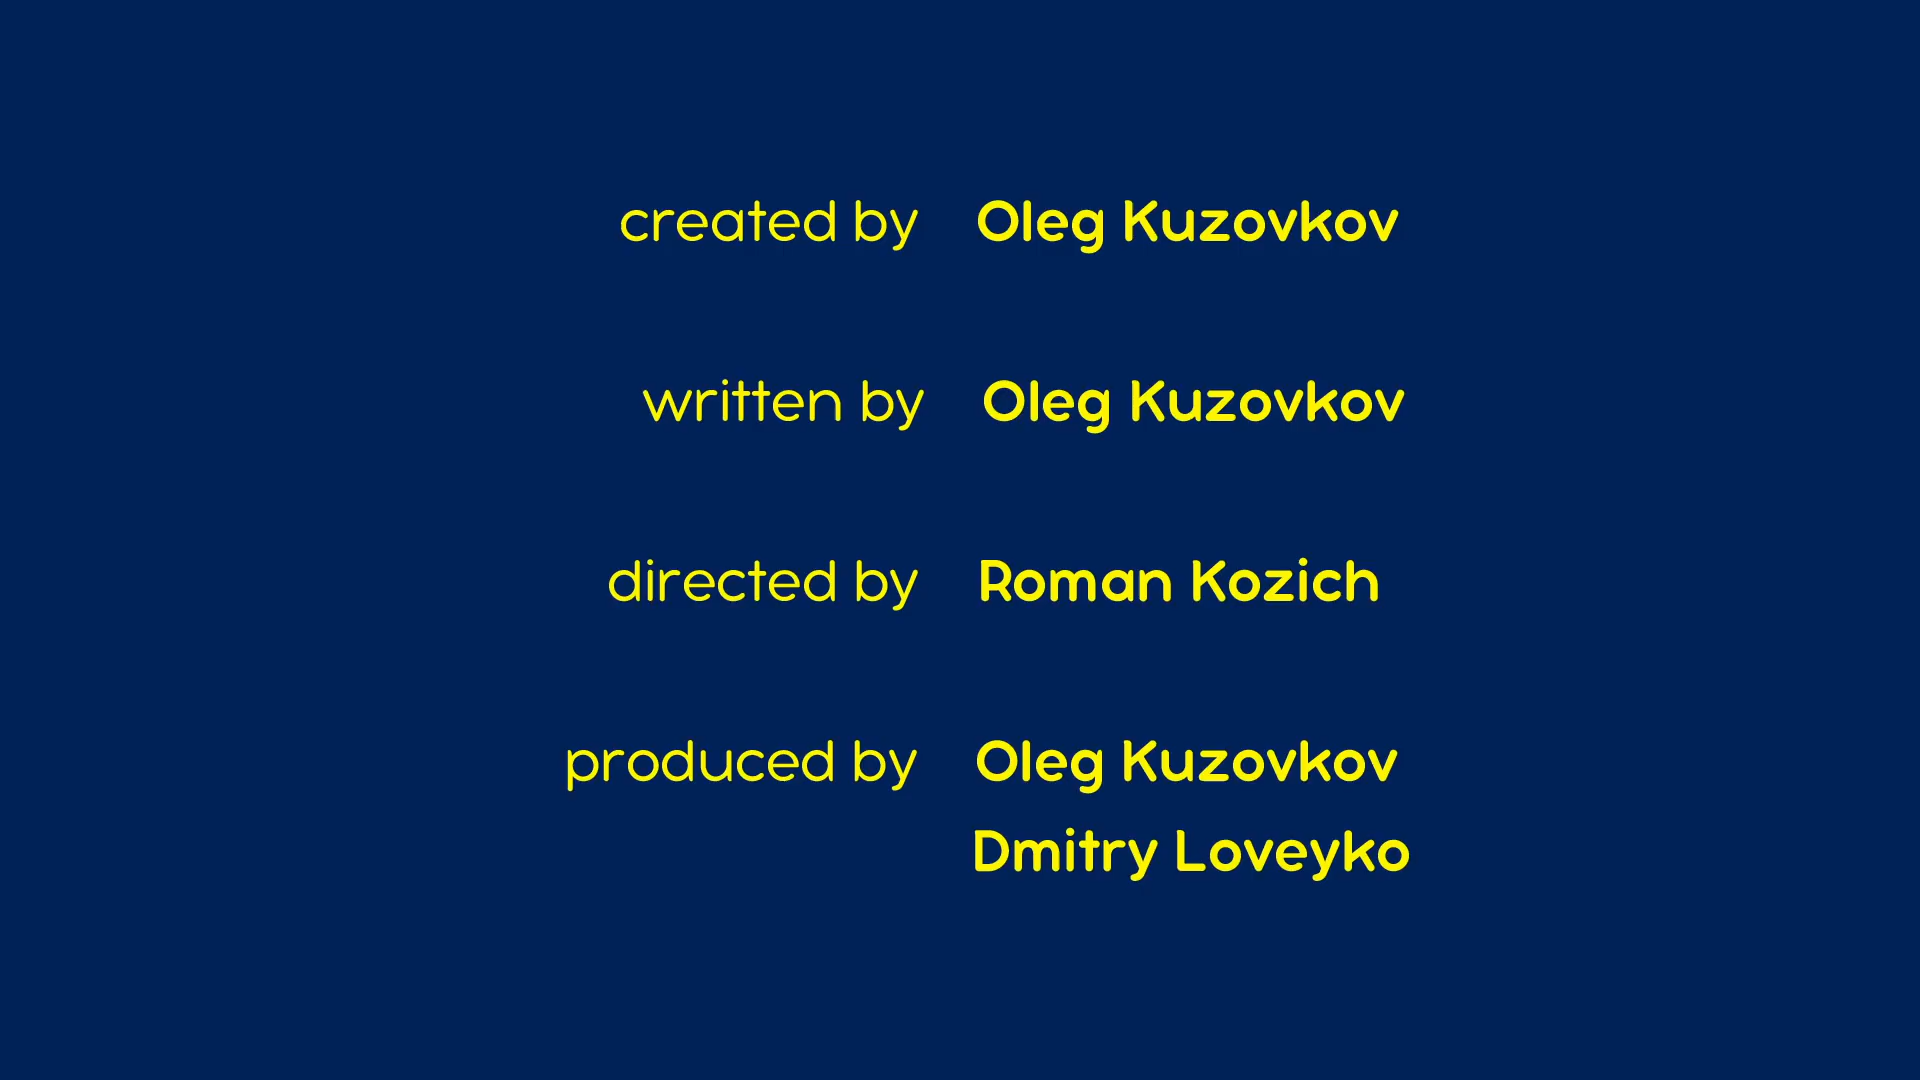 created by Oleg Kuzovkov
written by Oleg Kuzovkov
directed by Roman Kozich
produced by Oleg Kuzovkov
Dmitry Loveyko